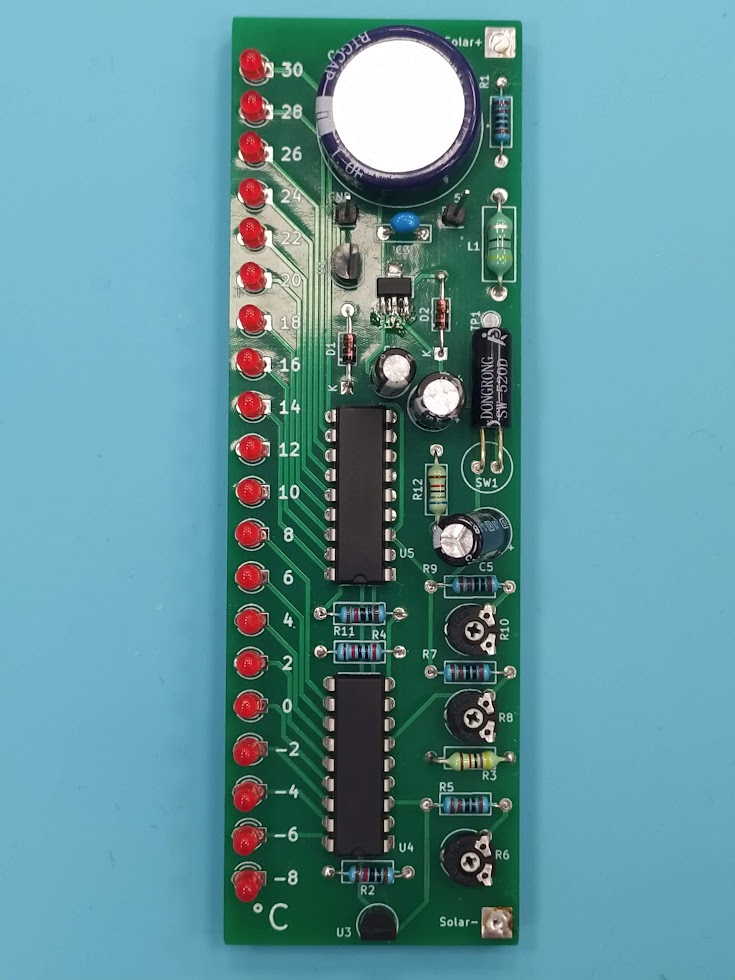 30
28
26
24
22
20
18
16
14
12
10
8
6
4
2
0
-2
-4
-6
-8
°C
BIGCAP
Solar+
R1
GND
C3
L1
D2
TP1
D1
K
K
DONGRONG
SW-520D
SW1
R12
U5
R9
C5
R10
R11
R4
R7
R8
R3
R5
R6
U4
R2
U3
Solar-